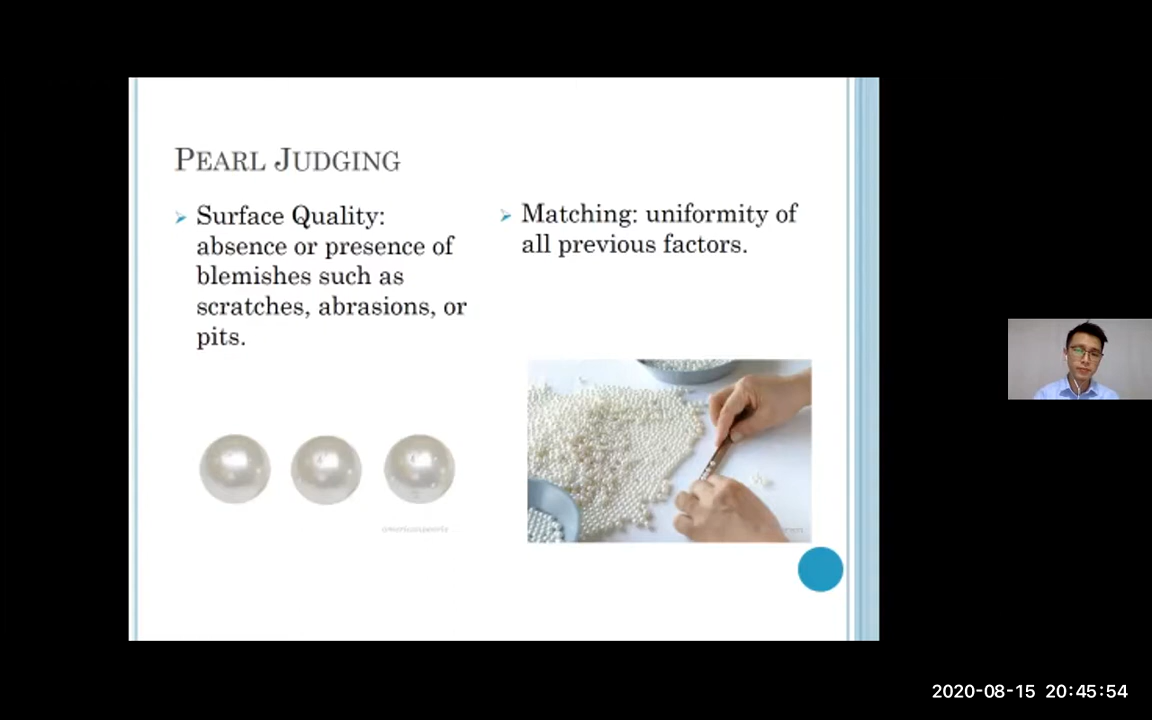 PEARL JUDGING
Surface Quality:
absence or presence of
blemishes such as
scratches, abrasions, or
pits.
Matching: uniformity of
all previous factors.
americanpearls
2020-08-15 20:45:54